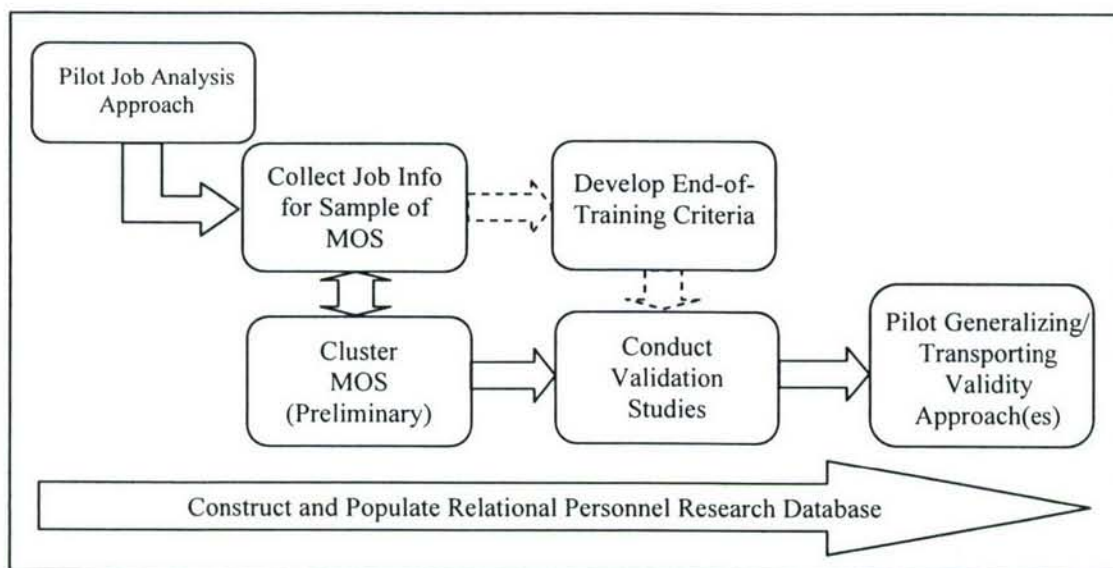 Pilot Job Analysis
Approach
Collect Job Info
for Sample of
MOS
Develop End-of-
Training Criteria
Cluster
MOS
(Preliminary)
Conduct
Validation
Studies
Pilot Generalizing/
Transporting
Validity
Approach(es)
Construct and Populate Relational Personnel Research Database